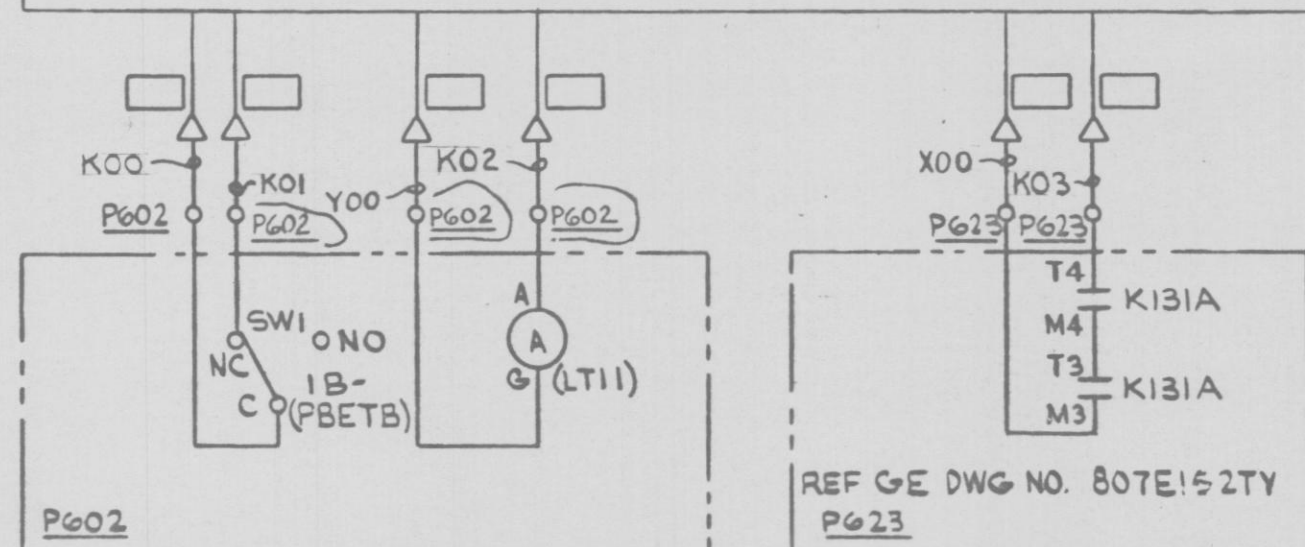 K00
K01
Y00
K02
X00
K03
P602
P602
P602
P602
P623
P623
SW1
NO
NC
1B-
C
(PBETB)
A
A
G
(LT11)
T4
K131A
M4
T3
K131A
M3
REF GE DWG NO. 807E152TY
P602
P623